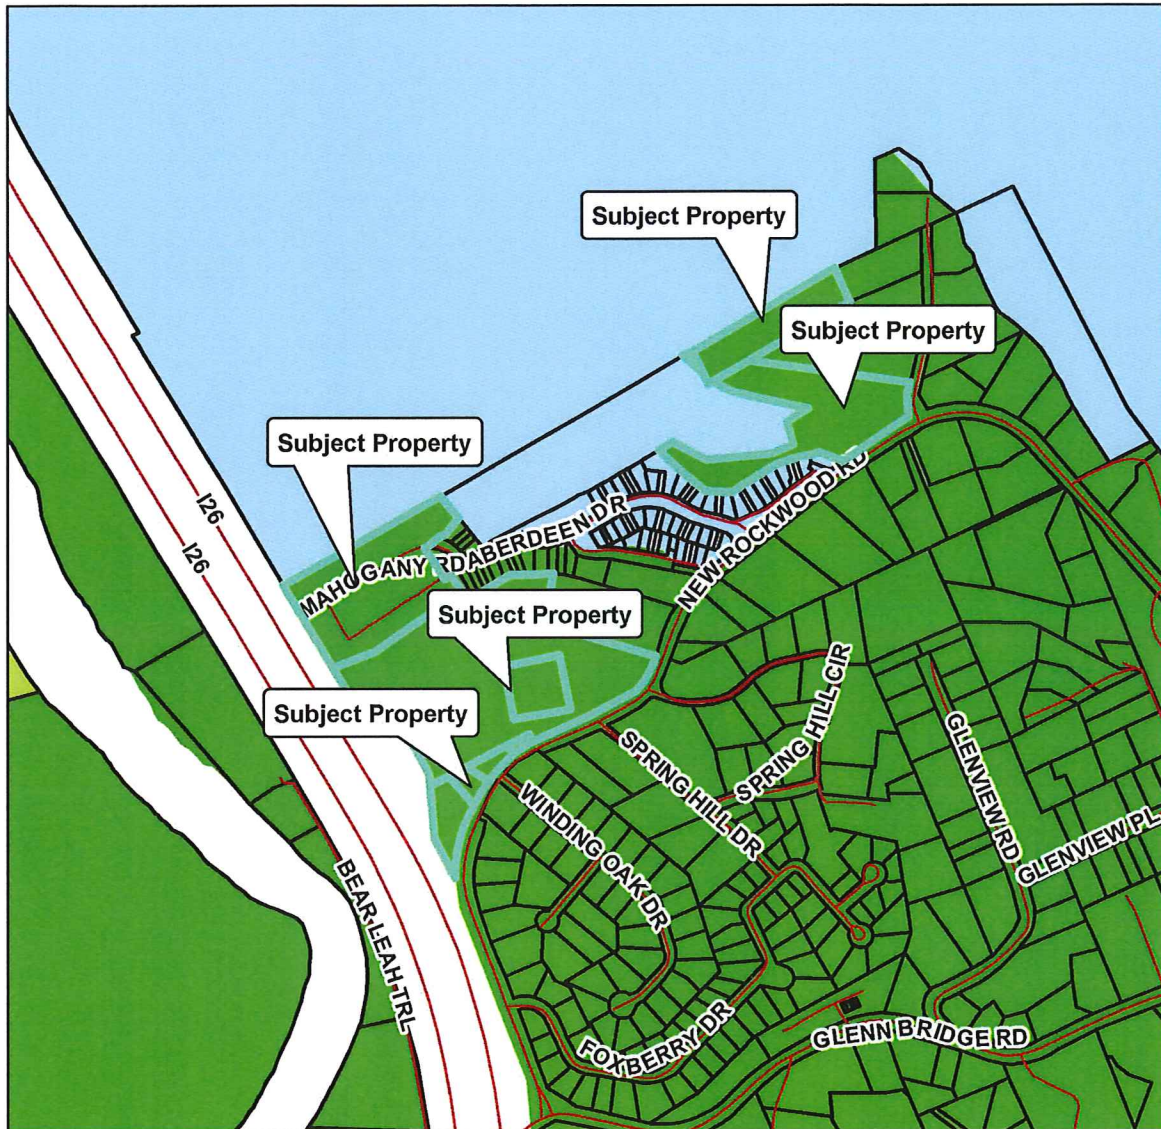 Subject Property
Subject Property
Subject Property
I26
I26
MAHOGANY RD
ABERDEEN DR
NEW ROCKWOOD RD
Subject Property
Subject Property
SPRING HILL CIR
SPRING HILL DR
GLENVIEW RD
GLENVIEW PL
WINDING OAK DR
BEAR LEAH TRL
FOXBERRY DR
GLENN BRIDGE RD